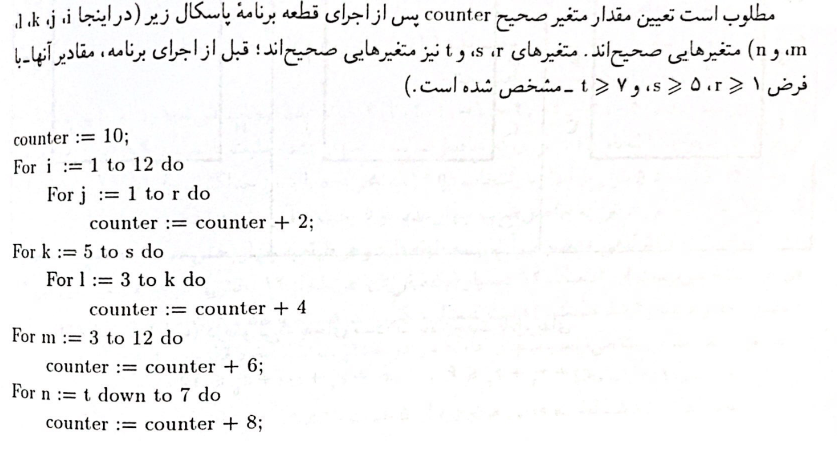 مطلوب است تعیین مقدار متغیر صحیح counter پس از اجرای قطعه برنامهٔ پاسکال زیر (در اینجا l ،k ،j ،i،
m، و n) متغیرهایی صحیح‌اند. متغیرهای s ،r، و t نیز متغیرهایی صحیح‌اند؛ قبل از اجرای برنامه، مقادیر آنها-با
فرض r ⩾ ۱، s ⩾ ۵، و t ⩾ ۷ -مشخص شده است.)
counter := 10;
For i := 1 to 12 do
For j := 1 to r do
counter := counter + 2;
For k := 5 to s do
For l := 3 to k do
counter := counter + 4
For m := 3 to 12 do
counter := counter + 6;
For n := t down to 7 do
counter := counter + 8;